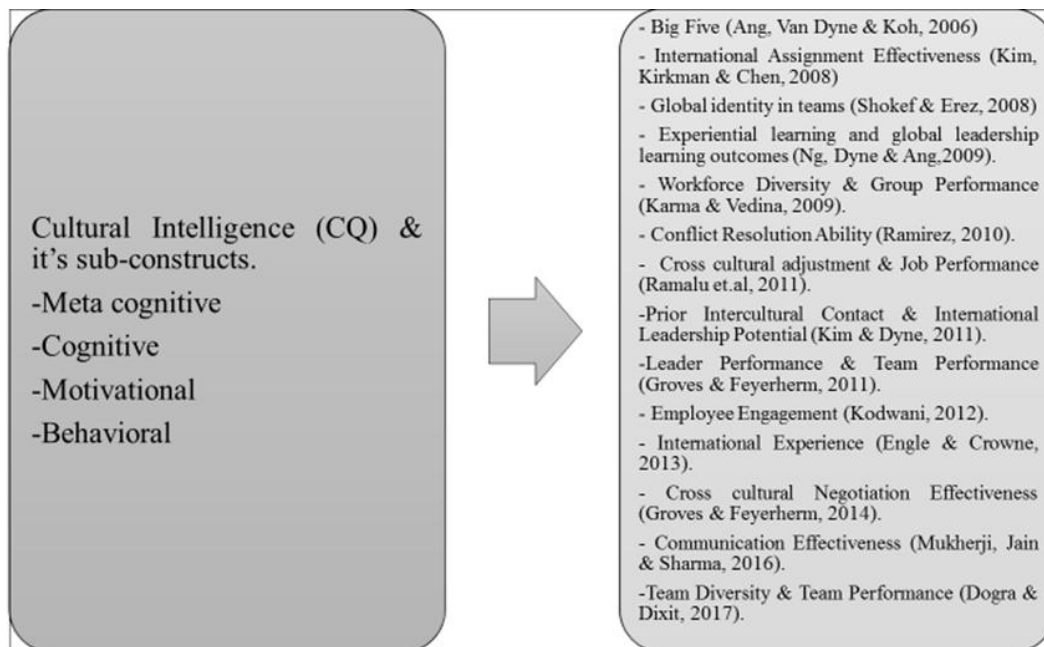 Cultural Intelligence (CQ) &
it's sub-constructs.
-Meta cognitive
-Cognitive
-Motivational
-Behavioral
- Big Five (Ang, Van Dyne & Koh, 2006)
- International Assignment Effectiveness (Kim,
Kirkman & Chen, 2008)
- Global identity in teams (Shokef & Erez, 2008)
- Experiential learning and global leadership
learning outcomes (Ng, Dyne & Ang,2009).
- Workforce Diversity & Group Performance
(Karma & Vedina, 2009).
- Conflict Resolution Ability (Ramirez, 2010).
- Cross cultural adjustment & Job Performance
(Ramalu et.al, 2011).
-Prior Intercultural Contact & International
Leadership Potential (Kim & Dyne, 2011).
-Leader Performance & Team Performance
(Groves & Feyerherm, 2011).
- Employee Engagement (Kodwani, 2012).
- International Experience (Engle & Crowne,
2013).
- Cross cultural Negotiation Effectiveness
(Groves & Feyerherm, 2014).
- Communication Effectiveness (Mukherji, Jain
& Sharma, 2016).
-Team Diversity & Team Performance (Dogra &
Dixit, 2017).